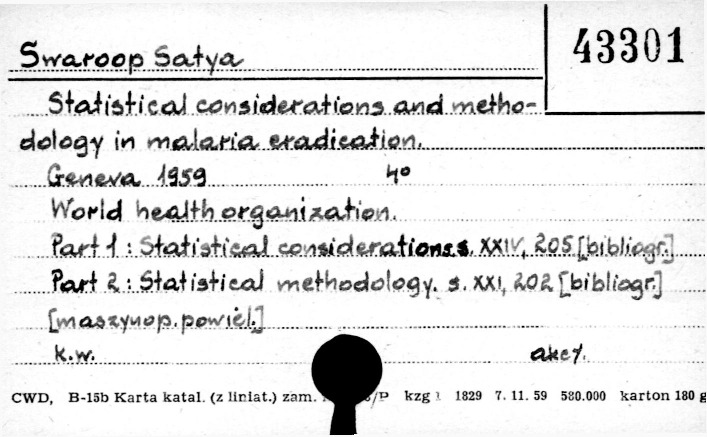 43301
Swaroop Satya
Statistical considerations and metho-
dology in malaria eradication.
Geneva 1959 4°
World health organization.
Part 1: Statistical considerations s. XXIV, 205 [bibliogr.]
Part 2: Statistical methodology. s. XXI, 202 [bibliogr.]
[maszynop. powiel.]
k.w. akc7.
CWD, B-15b Karta katal. (z liniat.) zam. /P kzg 1 1829 7. 11. 59 580.000 karton 180 g